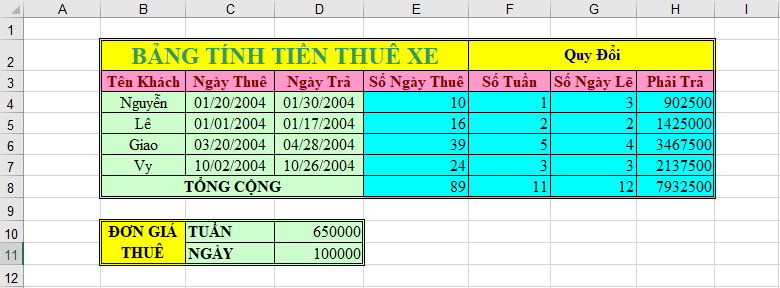 A B C D E F G H I
1
2 BẢNG TÍNH TIỀN THUÊ XE Quy Đổi
3 Tên Khách Ngày Thuê Ngày Trả Số Ngày Thuê Số Tuần Số Ngày Lẽ Phải Trả
4 Nguyễn 01/20/2004 01/30/2004 10 1 3 902500
5 Lê 01/01/2004 01/17/2004 16 2 2 1425000
6 Giao 03/20/2004 04/28/2004 39 5 4 3467500
7 Vy 10/02/2004 10/26/2004 24 3 3 2137500
8 TỔNG CỘNG 89 11 12 7932500
9
10 ĐƠN GIÁ TUẦN 650000
11 THUÊ NGÀY 100000
12